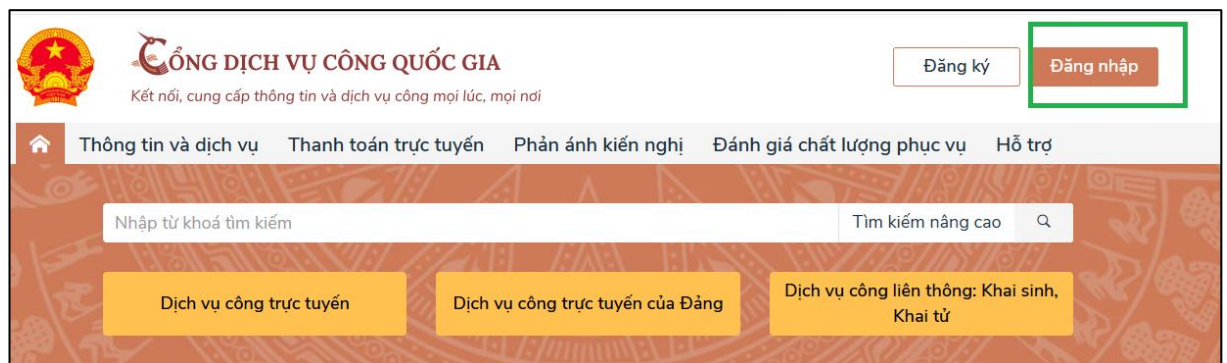 CỔNG DỊCH VỤ CÔNG QUỐC GIA
Kết nối, cung cấp thông tin và dịch vụ công mọi lúc, mọi nơi
Đăng ký
Đăng nhập
Thông tin và dịch vụ
Thanh toán trực tuyến
Phản ánh kiến nghị
Đánh giá chất lượng phục vụ
Hỗ trợ
Nhập từ khoá tìm kiếm
Tìm kiếm nâng cao
Dịch vụ công trực tuyến
Dịch vụ công trực tuyến của Đảng
Dịch vụ công liên thông: Khai sinh,
Khai tử